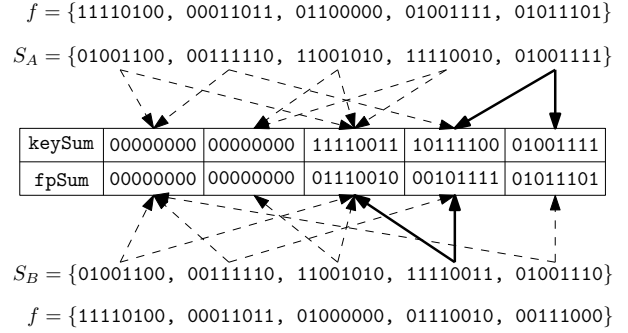 f = {11110100, 00011011, 01100000, 01001111, 01011101}
S_A = {01001100, 00111110, 11001010, 11110010, 01001111}
keySum 00000000 00000000 11110011 10111100 01001111
fpSum 00000000 00000000 01110010 00101111 01011101
S_B = {01001100, 00111110, 11001010, 11110011, 01001110}
f = {11110100, 00011011, 01000000, 01110010, 00111000}